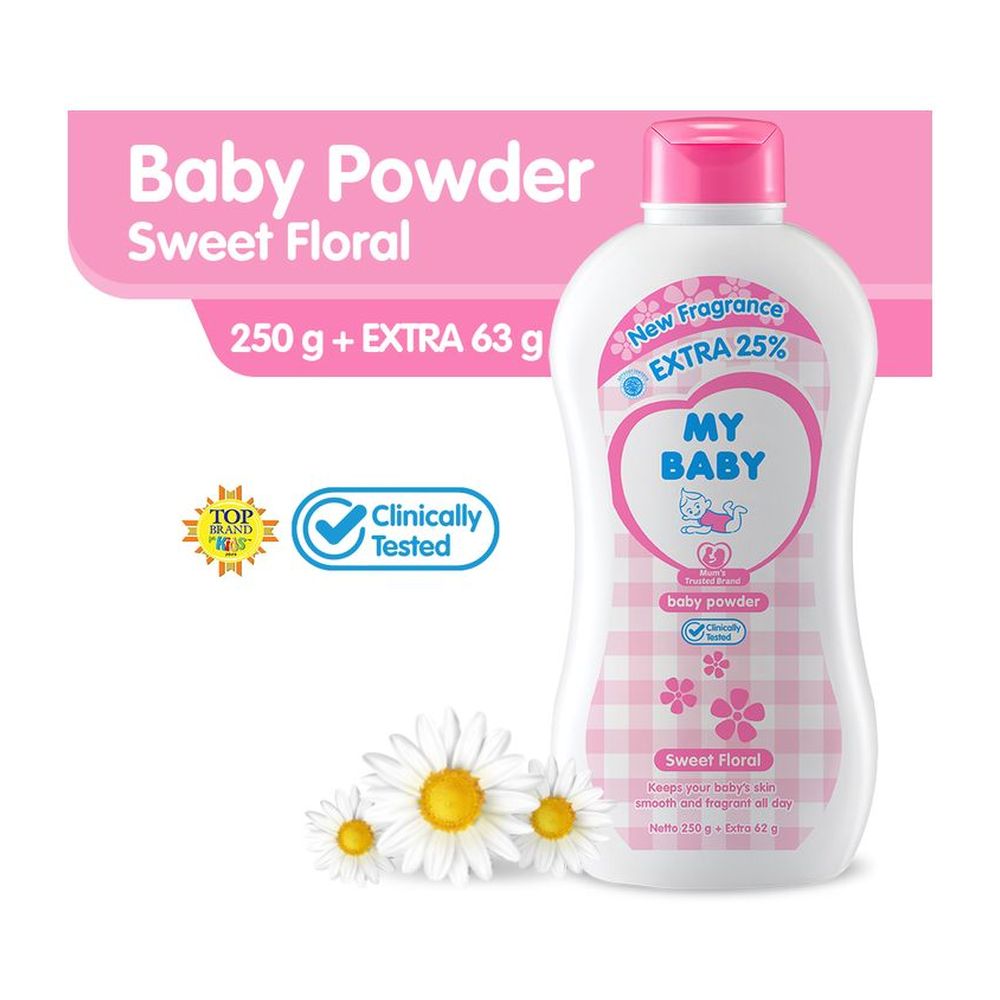 Baby Powder
Sweet Floral
250 g + EXTRA 63 g
New Fragrance
EXTRA 25%
MY
BABY
Mum's
Trusted Brand
baby powder
Clinically
Tested
Sweet Floral
Keeps your baby's skin
smooth and fragrant all day
Netto 250 g + Extra 62 g
TOP
BRAND
for KIDS
Clinically
Tested